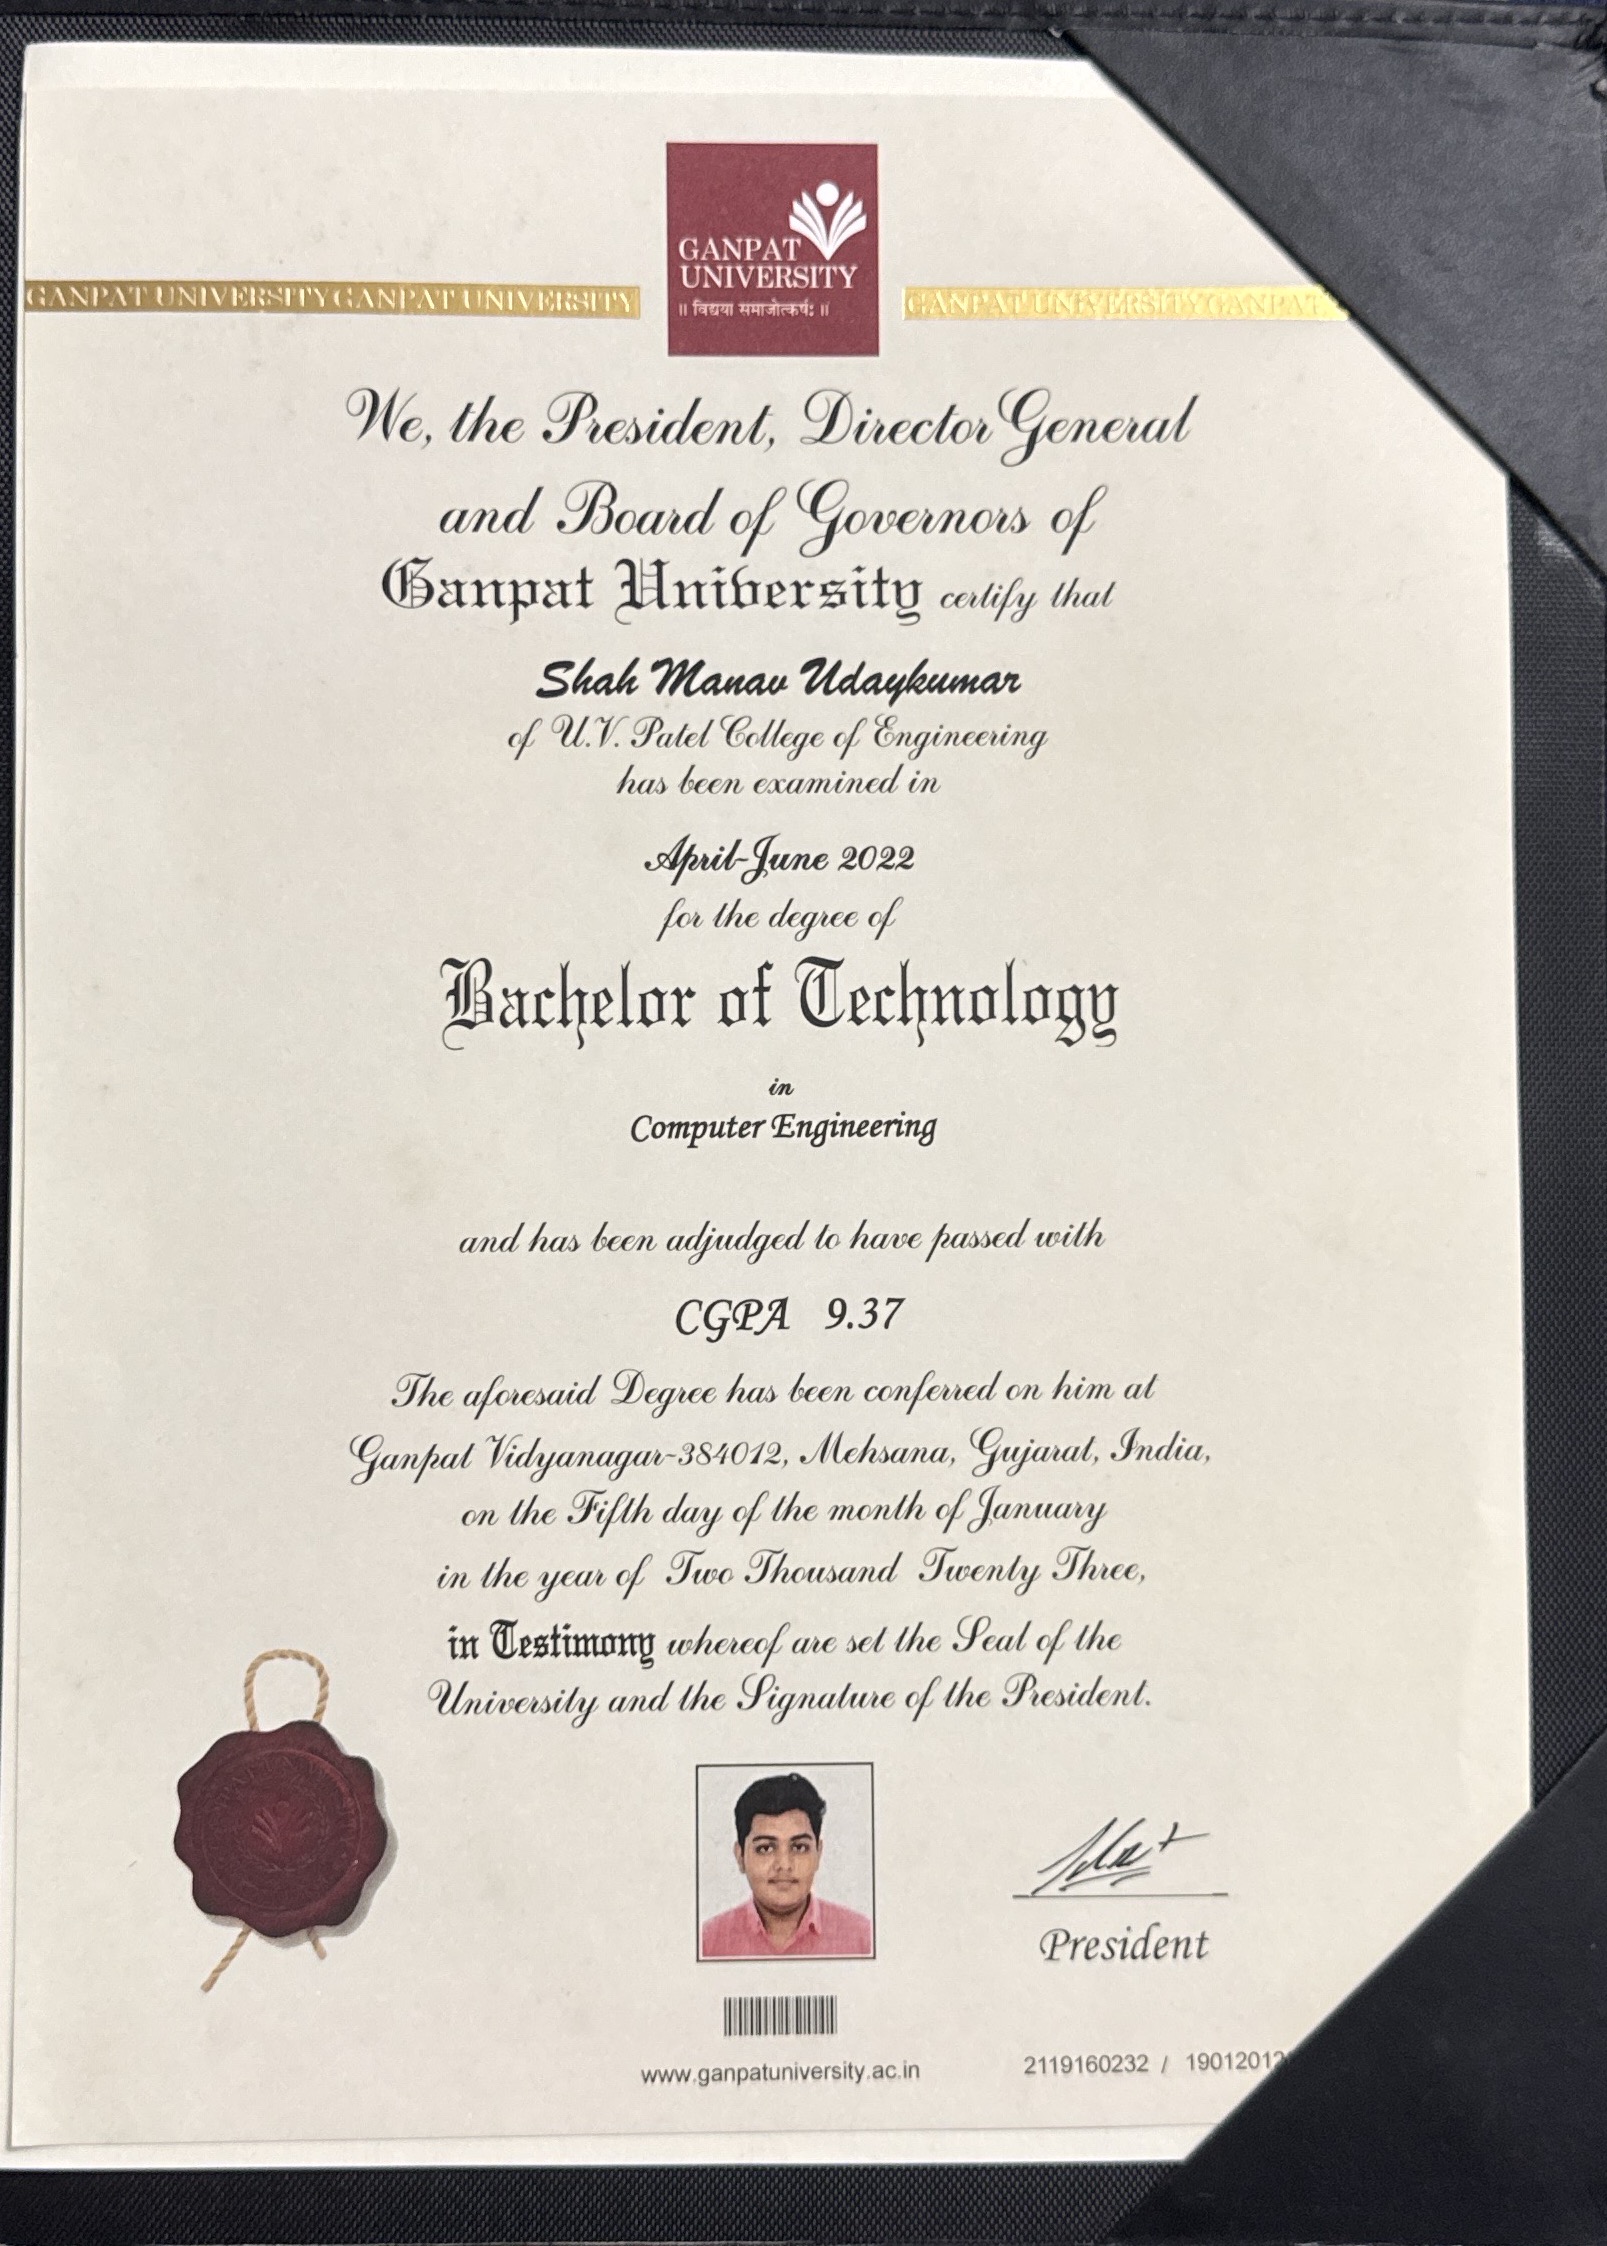 GANPAT
UNIVERSITY
॥ विद्यया समाजोत्कर्षः ॥
GANPAT UNIVERSITY GANPAT UNIVERSITY
GANPAT UNIVERSITY GANPAT
We, the President, Director General
and Board of Governors of
Ganpat University certify that
Shah Manav Udaykumar
of U.V. Patel College of Engineering
has been examined in
April-June 2022
for the degree of
Bachelor of Technology
in
Computer Engineering
and has been adjudged to have passed with
CGPA 9.37
The aforesaid Degree has been conferred on him at
Ganpat Vidyanagar-384012, Mehsana, Gujarat, India,
on the Fifth day of the month of January
in the year of Two Thousand Twenty Three,
in Testimony whereof are set the Seal of the
University and the Signature of the President.
President
www.ganpatuniversity.ac.in
2119160232 /